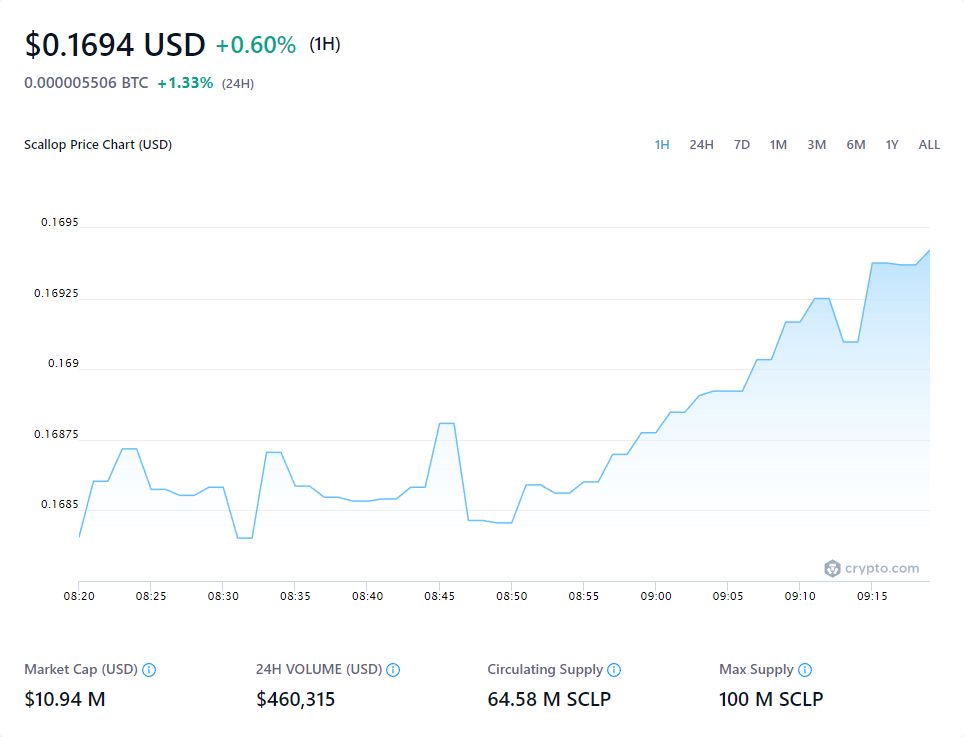 $0.1694 USD +0.60% (1H)
0.000005506 BTC +1.33% (24H)
Scallop Price Chart (USD) 1H 24H 7D 1M 3M 6M 1Y ALL
0.1695
0.16925
0.169
0.16875
0.1685
crypto.com
08:20 08:25 08:30 08:35 08:40 08:45 08:50 08:55 09:00 09:05 09:10 09:15
Market Cap (USD) 24H VOLUME (USD) Circulating Supply Max Supply
$10.94 M $460,315 64.58 M SCLP 100 M SCLP